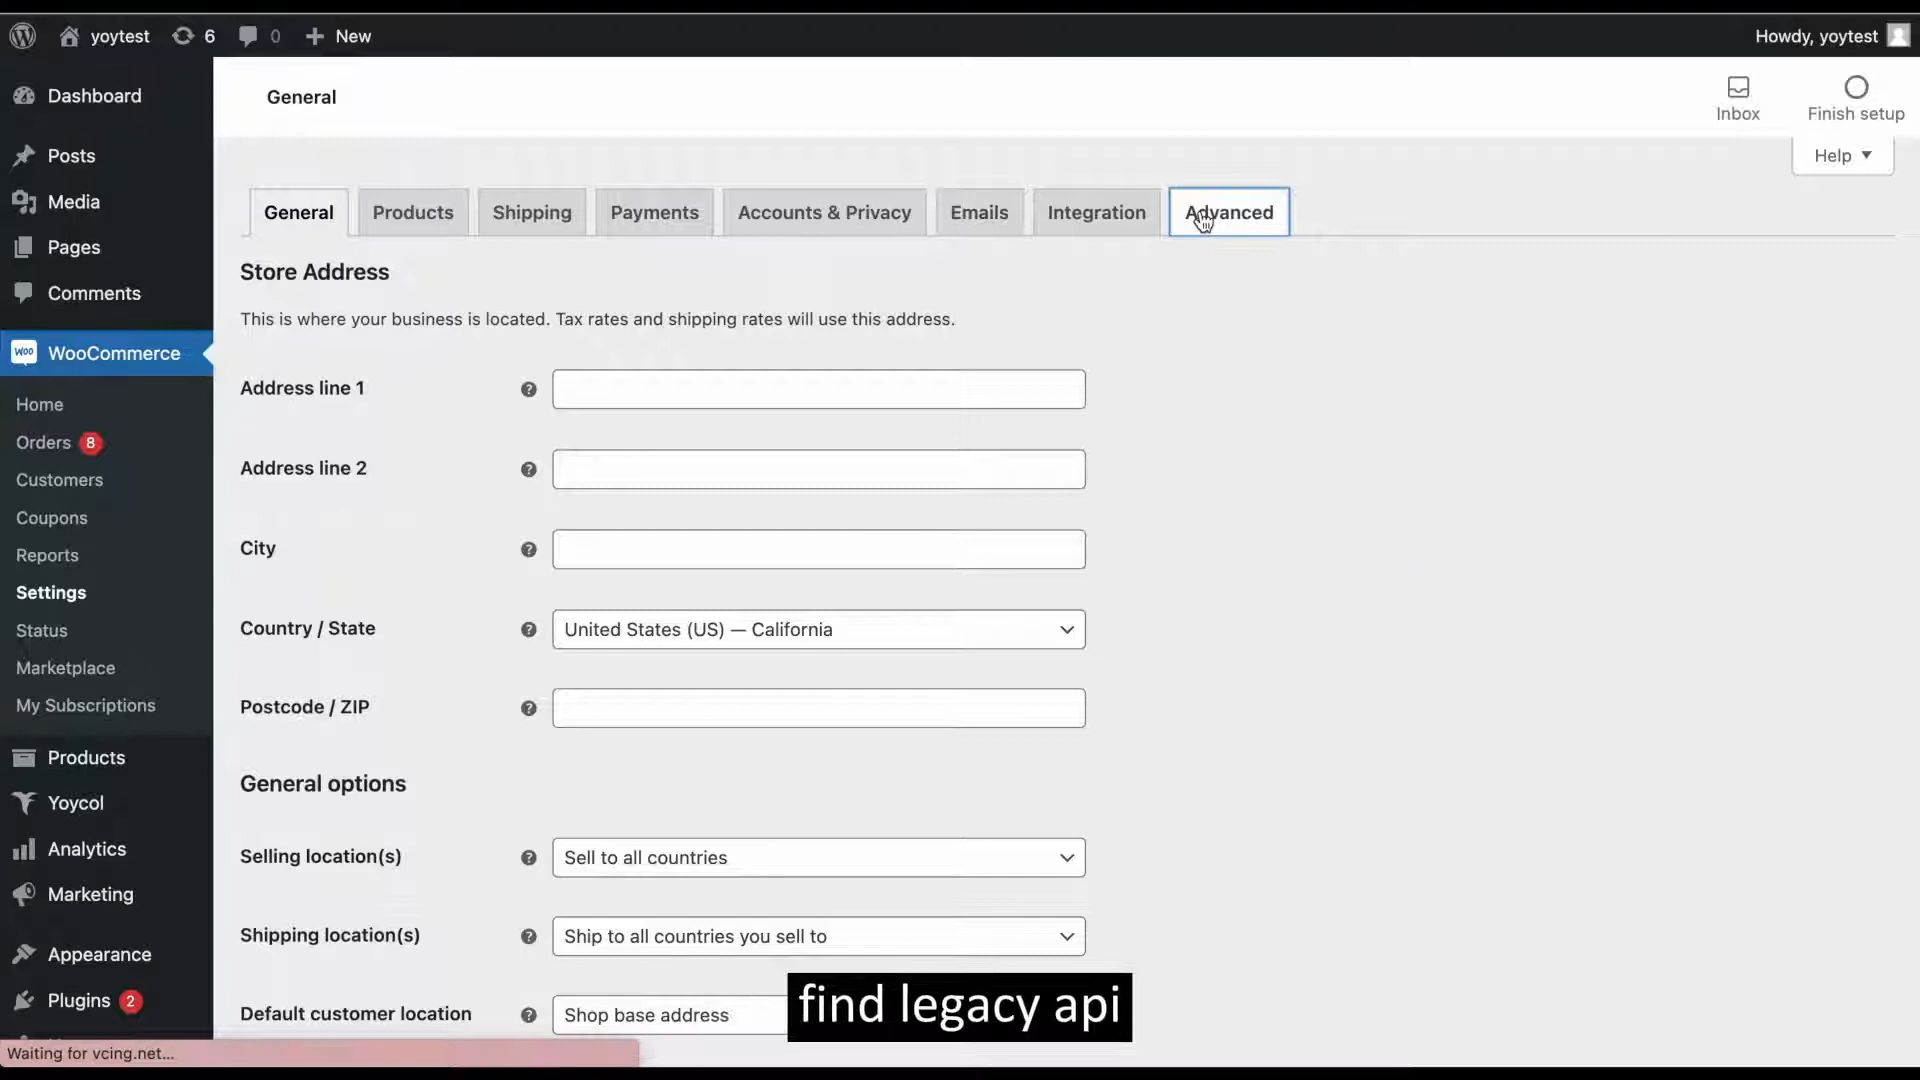 yoytest 6 0 New Howdy, yoytest
Dashboard
Posts
Media
Pages
Comments
Woo WooCommerce
Home
Orders 8
Customers
Coupons
Reports
Settings
Status
Marketplace
My Subscriptions
Products
Yoycol
Analytics
Marketing
Appearance
Plugins 2
Waiting for vcing.net...
General
Inbox
Finish setup
Help
General Products Shipping Payments Accounts & Privacy Emails Integration Advanced
Store Address
This is where your business is located. Tax rates and shipping rates will use this address.
Address line 1
Address line 2
City
Country / State United States (US) — California
Postcode / ZIP
General options
Selling location(s) Sell to all countries
Shipping location(s) Ship to all countries you sell to
Default customer location Shop base address
find legacy api